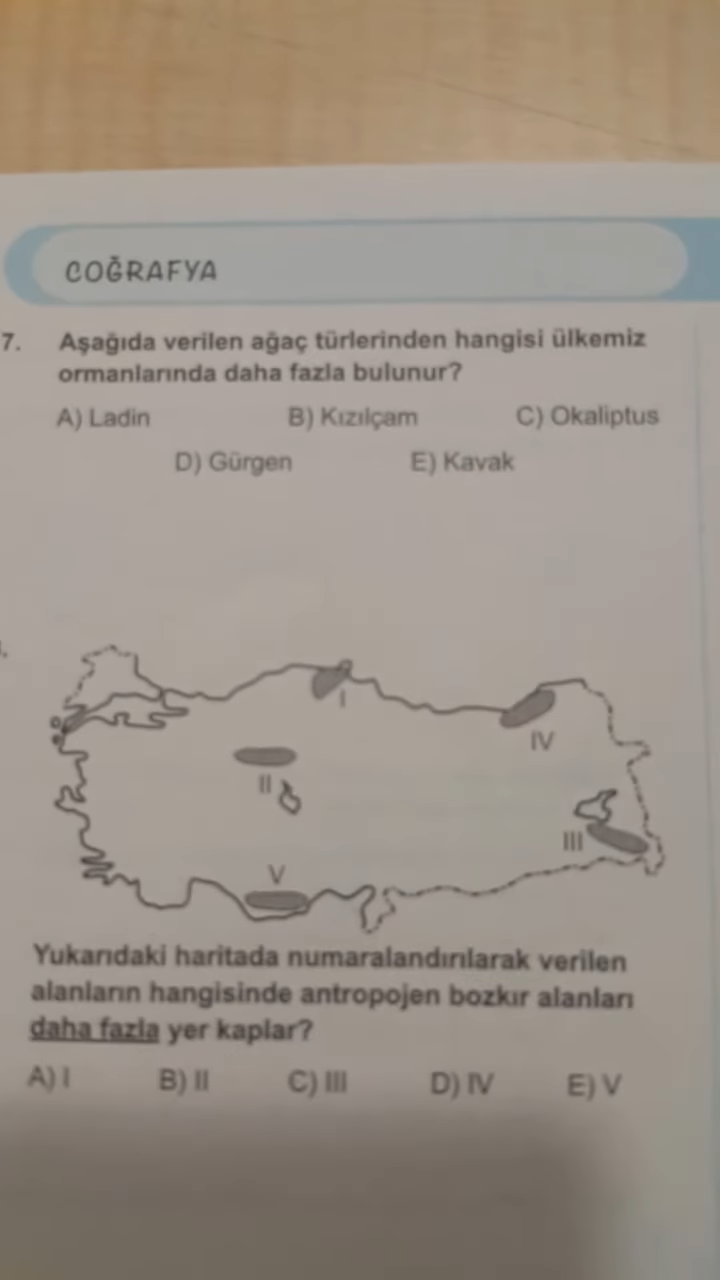 COĞRAFYA
7. Aşağıda verilen ağaç türlerinden hangisi ülkemiz
ormanlarında daha fazla bulunur?
A) Ladin B) Kızılçam C) Okaliptus
D) Gürgen E) Kavak
I
IV
II
III
V
Yukarıdaki haritada numaralandırılarak verilen
alanların hangisinde antropojen bozkır alanları
daha fazla yer kaplar?
A) I B) II C) III D) IV E) V